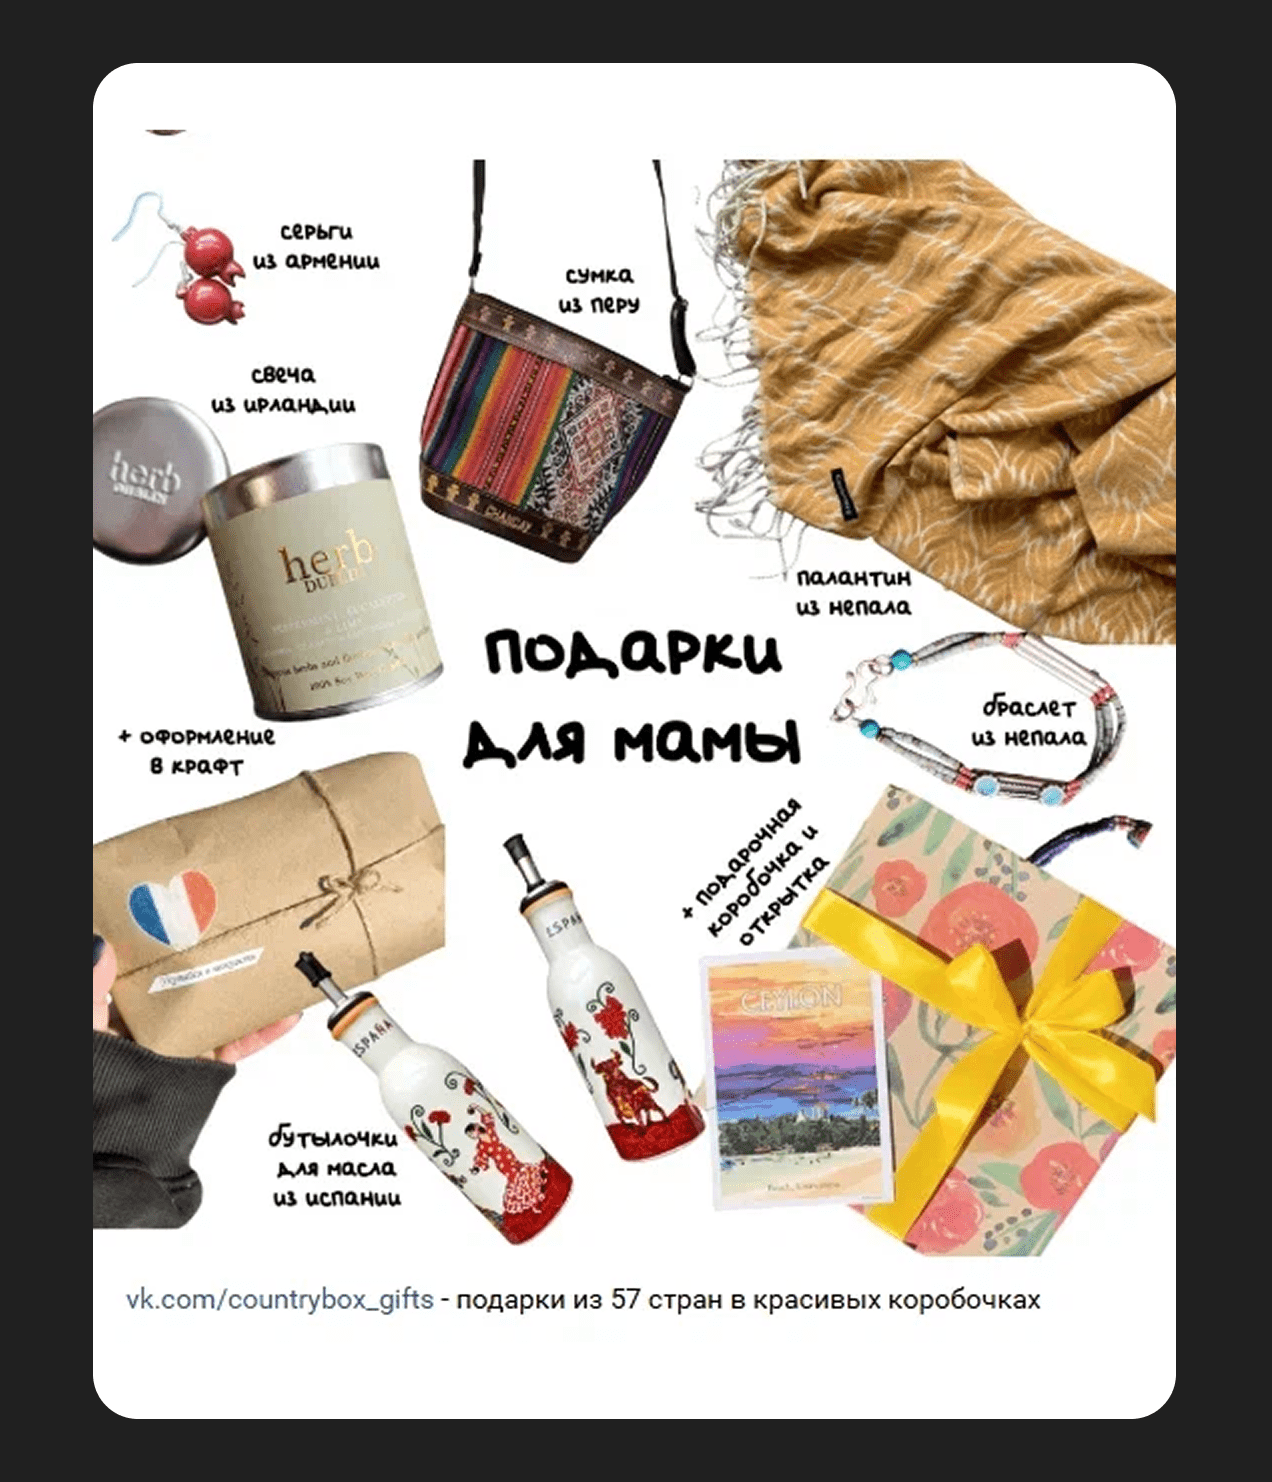 серьги
из армении
сумка
из перу
свеча
из ирландии
herb
DUBLIN
herb
DUBLIN
CHANCAY
палантин
из непала
подарки
для мамы
браслет
из непала
+ оформление
в крафт
+ подарочная
коробочка и
открытка
ESPAÑA
ESPA
CEYLON
бутылочки
для масла
из испании
vk.com/countrybox_gifts - подарки из 57 стран в красивых коробочках